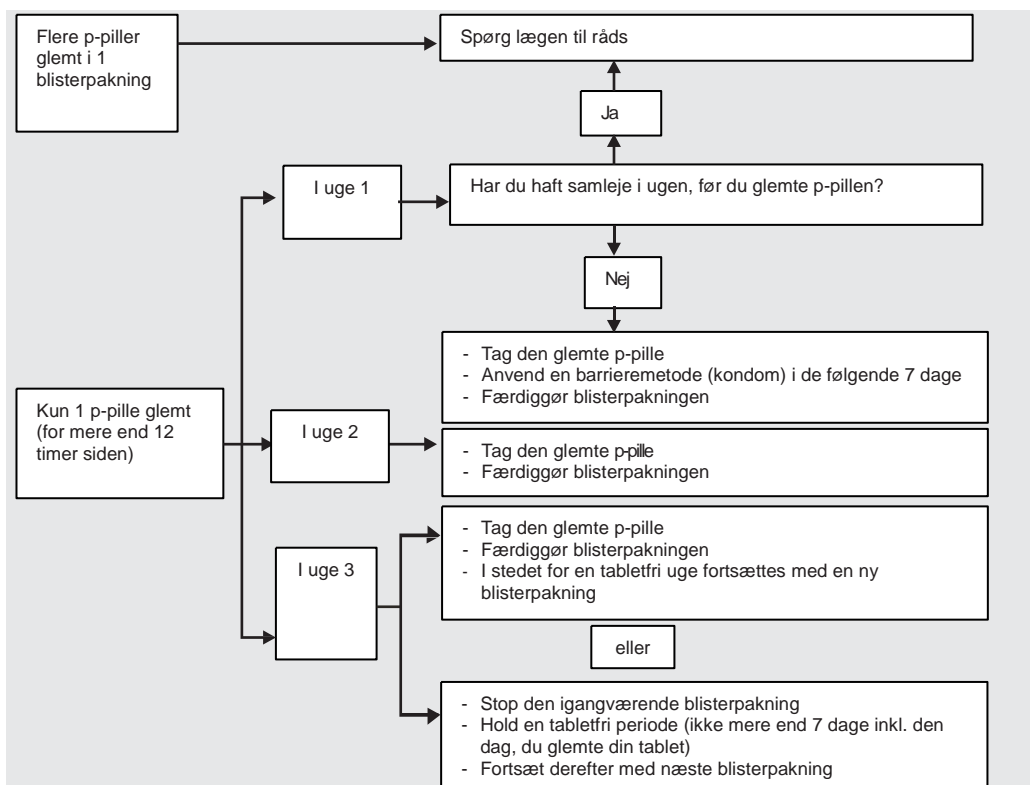 Flere p-piller
glemt i 1
blisterpakning
Spørg lægen til råds
Ja
I uge 1
Har du haft samleje i ugen, før du glemte p-pillen?
Nej
- Tag den glemte p-pille
- Anvend en barrieremetode (kondom) i de følgende 7 dage
- Færdiggør blisterpakningen
Kun 1 p-pille glemt
(for mere end 12
timer siden)
I uge 2
- Tag den glemte p-pille
- Færdiggør blisterpakningen
I uge 3
- Tag den glemte p-pille
- Færdiggør blisterpakningen
- I stedet for en tabletfri uge fortsættes med en ny
blisterpakning
eller
- Stop den igangværende blisterpakning
- Hold en tabletfri periode (ikke mere end 7 dage inkl. den
dag, du glemte din tablet)
- Fortsæt derefter med næste blisterpakning